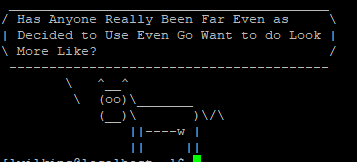 Has Anyone Really Been Far Even as
Decided to Use Even Go Want to do Look
More Like?